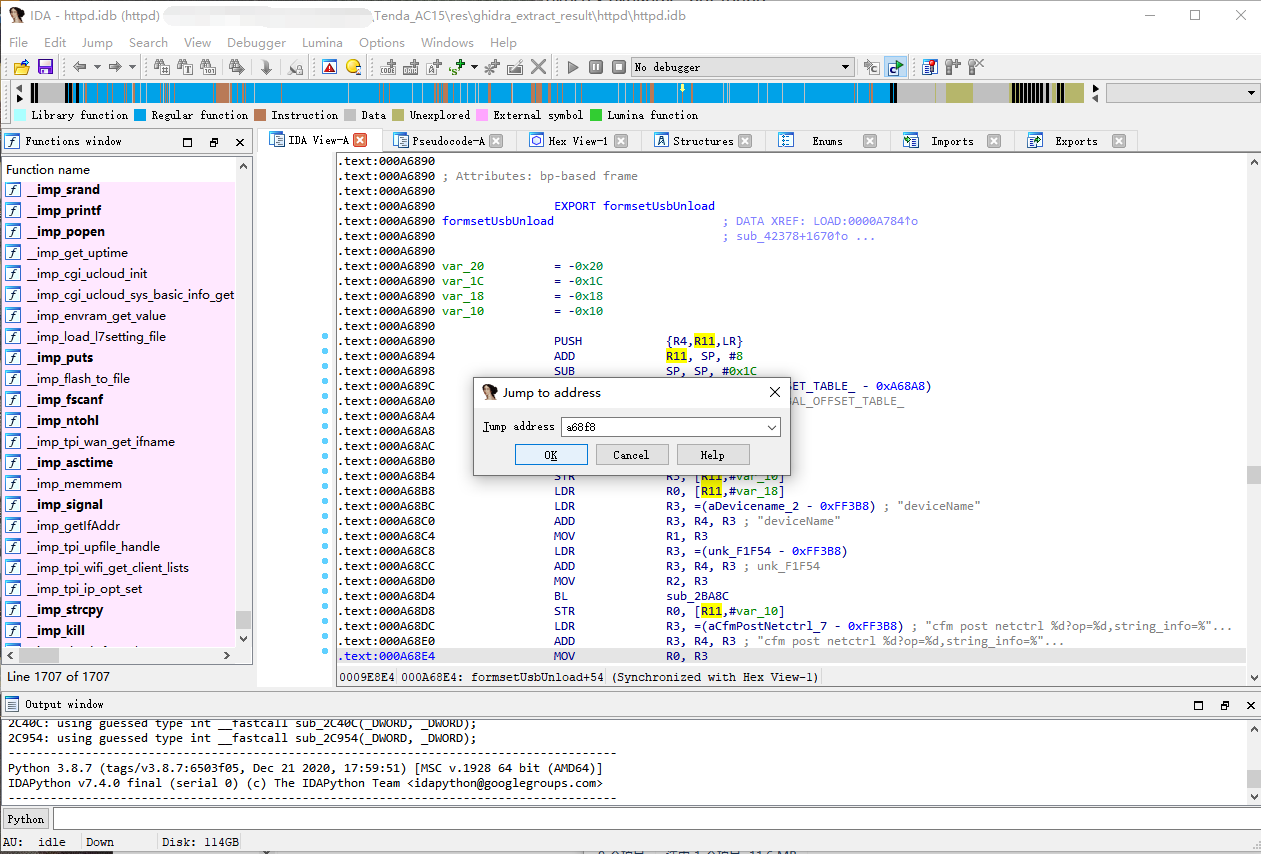 IDA - httpd.idb (httpd) ,Tenda_AC15\res\ghidra_extract_result\httpd\httpd.idb
File Edit Jump Search View Debugger Lumina Options Windows Help
No debugger
Library function Regular function Instruction Data Unexplored External symbol Lumina function
Functions window
IDA View-A Pseudocode-A Hex View-1 Structures Enums Imports Exports
Function name
__imp_srand
__imp_printf
__imp_popen
__imp_get_uptime
__imp_cgi_ucloud_init
__imp_cgi_ucloud_sys_basic_info_get
__imp_envram_get_value
__imp_load_l7setting_file
__imp_puts
__imp_flash_to_file
__imp_fscanf
__imp_ntohl
__imp_tpi_wan_get_ifname
__imp_asctime
__imp_memmem
__imp_signal
__imp_getIfAddr
__imp_tpi_upfile_handle
__imp_tpi_wifi_get_client_lists
__imp_tpi_ip_opt_set
__imp_strcpy
__imp_kill
Line 1707 of 1707
.text:000A6890
.text:000A6890 ; Attributes: bp-based frame
.text:000A6890
.text:000A6890 EXPORT formsetUsbUnload
.text:000A6890 formsetUsbUnload ; DATA XREF: LOAD:0000A784↑o
.text:000A6890 ; sub_42378+1670↑o ...
.text:000A6890
.text:000A6890 var_20 = -0x20
.text:000A6890 var_1C = -0x1C
.text:000A6890 var_18 = -0x18
.text:000A6890 var_10 = -0x10
.text:000A6890
.text:000A6890 PUSH {R4,R11,LR}
.text:000A6894 ADD R11, SP, #8
.text:000A6898 SUB SP, SP, #0x1C
.text:000A689C SET_TABLE_ - 0xA68A8)
.text:000A68A0 BAL_OFFSET_TABLE_
.text:000A68A4
.text:000A68A8
.text:000A68AC
.text:000A68B0
.text:000A68B4 STR R3, [R11,#var_10]
.text:000A68B8 LDR R0, [R11,#var_18]
.text:000A68BC LDR R3, =(aDevicename_2 - 0xFF3B8) ; "deviceName"
.text:000A68C0 ADD R3, R4, R3 ; "deviceName"
.text:000A68C4 MOV R1, R3
.text:000A68C8 LDR R3, =(unk_F1F54 - 0xFF3B8)
.text:000A68CC ADD R3, R4, R3 ; unk_F1F54
.text:000A68D0 MOV R2, R3
.text:000A68D4 BL sub_2BA8C
.text:000A68D8 STR R0, [R11,#var_10]
.text:000A68DC LDR R3, =(aCfmPostNetctrl_7 - 0xFF3B8) ; "cfm post netctrl %d?op=%d,string_info=%"...
.text:000A68E0 ADD R3, R4, R3 ; "cfm post netctrl %d?op=%d,string_info=%"...
.text:000A68E4 MOV R0, R3
0009E8E4 000A68E4: formsetUsbUnload+54 (Synchronized with Hex View-1)
Jump to address
Jump address a68f8
OK Cancel Help
Output window
2C40C: using guessed type int __fastcall sub_2C40C(_DWORD, _DWORD);
2C954: using guessed type int __fastcall sub_2C954(_DWORD, _DWORD);
Python 3.8.7 (tags/v3.8.7:6503f05, Dec 21 2020, 17:59:51) [MSC v.1928 64 bit (AMD64)]
IDAPython v7.4.0 final (serial 0) (c) The IDAPython Team <idapython@googlegroups.com>
Python
AU: idle Down Disk: 114GB